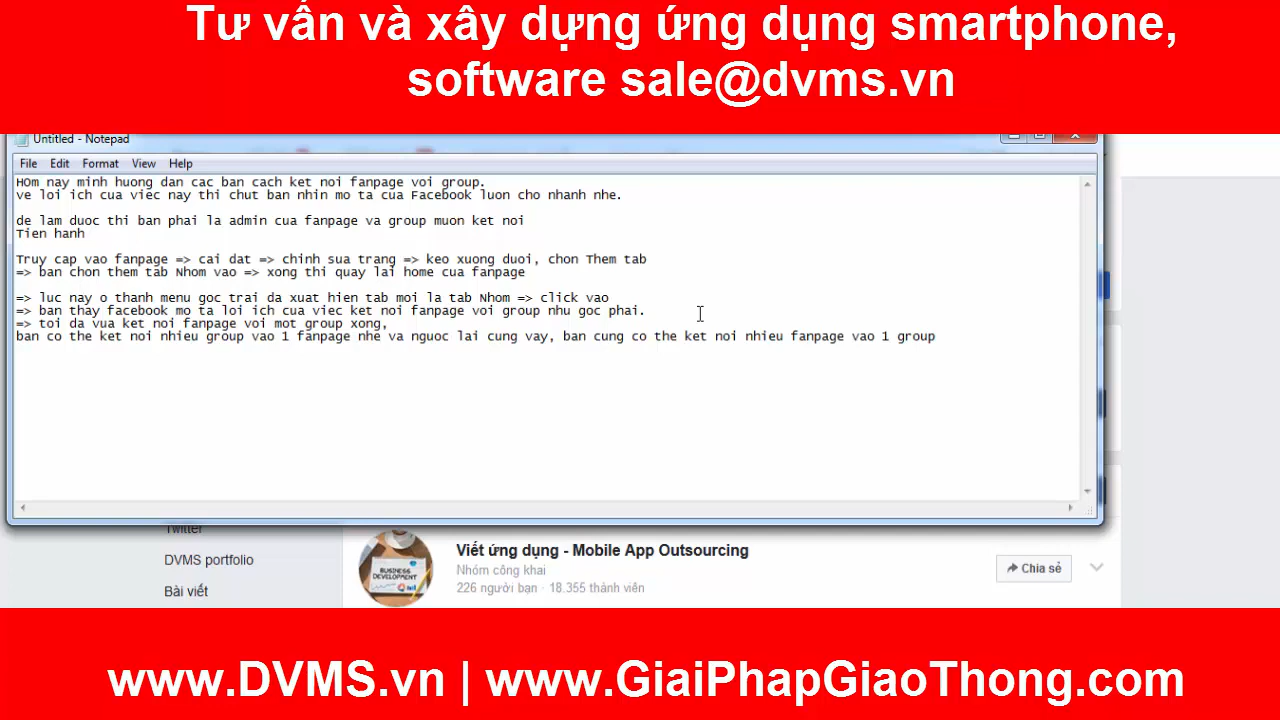 Tư vấn và xây dựng ứng dụng smartphone,
software sale@dvms.vn
Untitled - Notepad
File Edit Format View Help
HOm nay minh huong dan cac ban cach ket noi fanpage voi group.
ve loi ich cua viec nay thi chut ban nhin mo ta cua Facebook luon cho nhanh nhe.
de lam duoc thi ban phai la admin cua fanpage va group muon ket noi
Tien hanh
Truy cap vao fanpage => cai dat => chinh sua trang => keo xuong duoi, chon Them tab
=> ban chon them tab Nhom vao => xong thi quay lai home cua fanpage
=> luc nay o thanh menu goc trai da xuat hien tab moi la tab Nhom => click vao
=> ban thay facebook mo ta loi ich cua viec ket noi fanpage voi group nhu goc phai.
=> toi da vua ket noi fanpage voi mot group xong,
ban co the ket noi nhieu group vao 1 fanpage nhe va nguoc lai cung vay, ban cung co the ket noi nhieu fanpage vao 1 group
Twitter
DVMS portfolio
Bài viết
BUSINESS
DEVELOPMENT
Viết ứng dụng - Mobile App Outsourcing
Nhóm công khai
226 người bạn · 18.355 thành viên
Chia sẻ
www.DVMS.vn | www.GiaiPhapGiaoThong.com